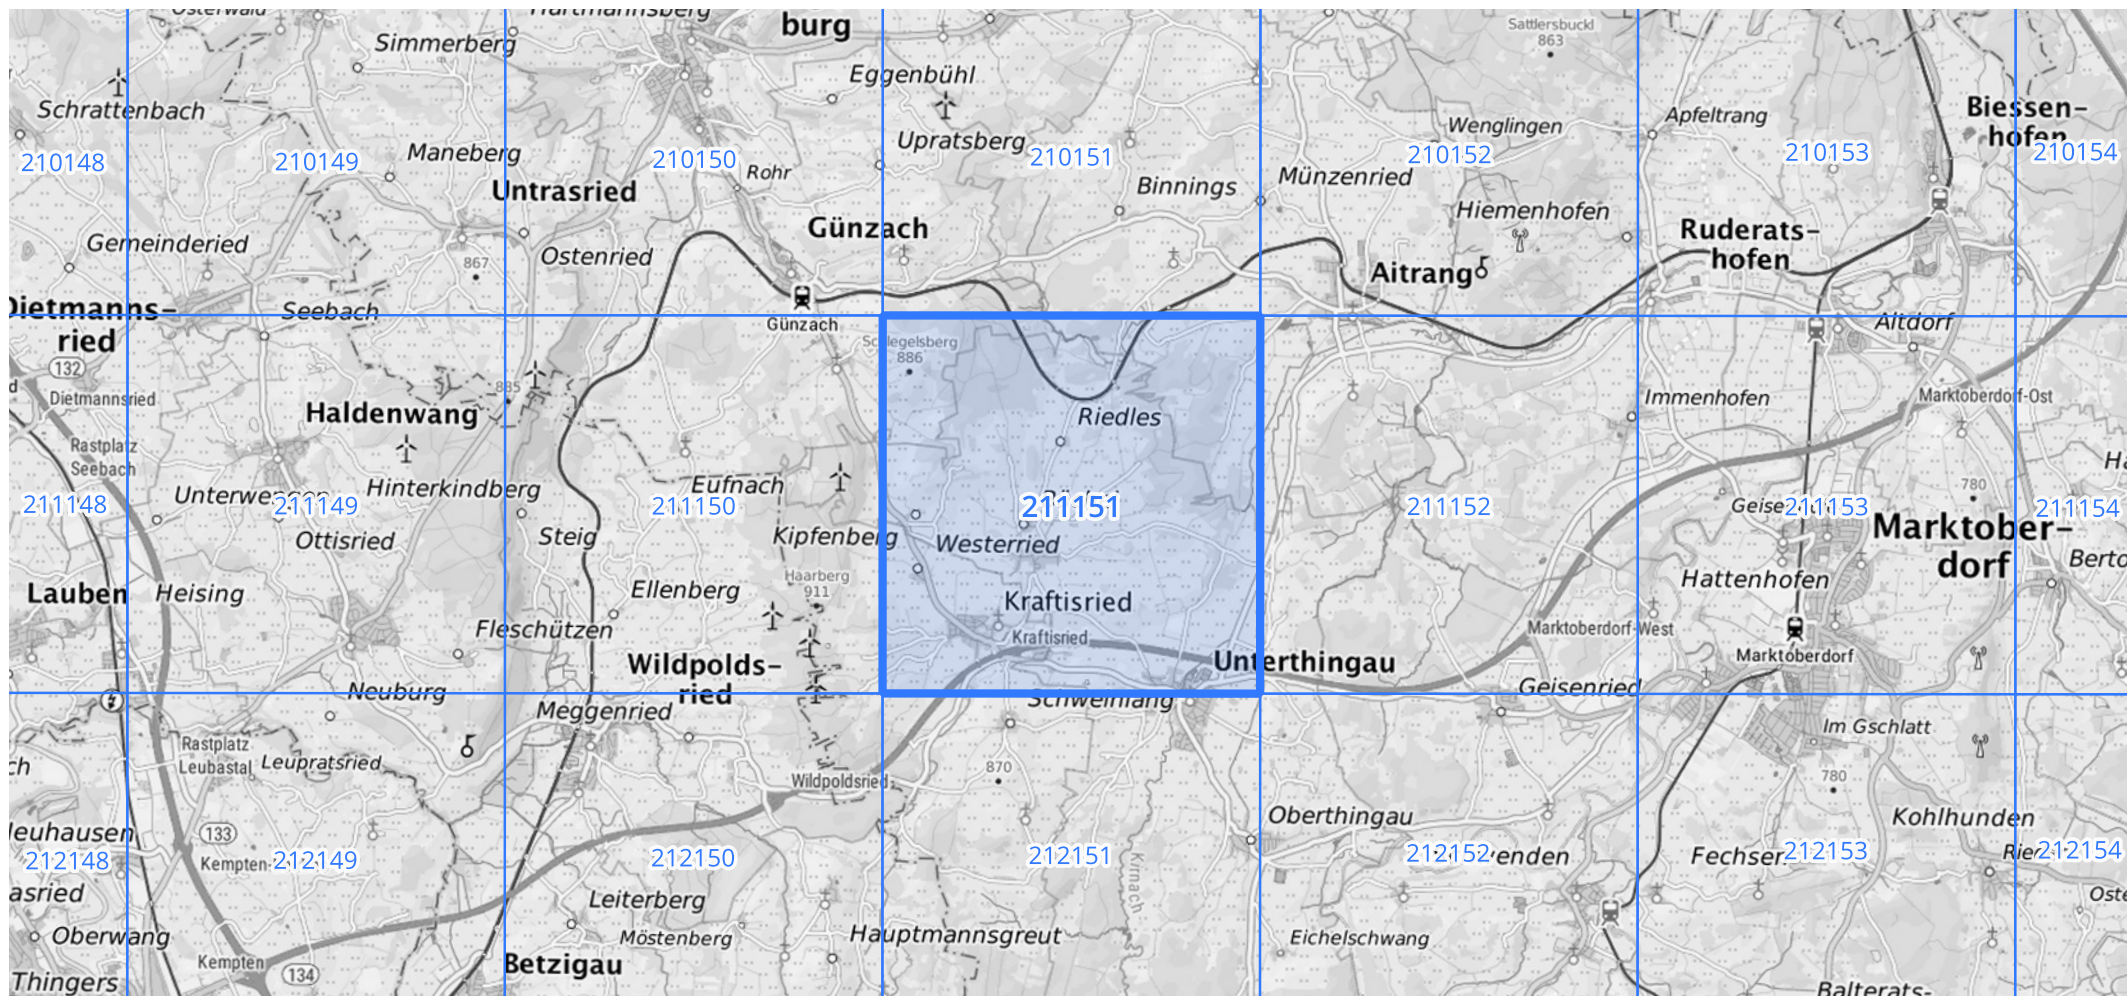 Hartmannsberg
burg
Simmerberg
Sattlersbuckl
863
Eggenbühl
Schrattenbach
Apfeltrang
Biessen-
hofen
Wenglingen
Upratsberg
210148
210149
Maneberg
210150
210151
210152
210153
210154
Rohr
Untrasried
Binnings
Münzenried
Hiemenhofen
Günzach
Ruderats-
hofen
Gemeinderied
867
Ostenried
Aitrang
Seebach
Dietmanns-
ried
Günzach
Altdorf
Schlegelsberg
886
132
Dietmannsried
835
Haldenwang
Riedles
Immenhofen
Marktoberdorf-Ost
Rastplatz
Seebach
Hinterkindberg
Eufnach
780
211148
211149
211150
211151
211152
211153
211154
Ottisried
Steig
Kipfenberg
Westerried
Marktober-
dorf
Lauben
Heising
Ellenberg
Haarberg
911
Hattenhofen
Kraftisried
Kraftisried
Fleschützen
Marktoberdorf-West
Marktoberdorf
Wildpolds-
ried
Unterthingau
Neuburg
Geisenried
Meggenried
Im Gschlatt
Rastplatz
Leubastal
Leupratsried
870
Wildpoldsried
780
133
Oberthingau
Kohlhunden
212148
Kempten
212149
212150
212151
212152
212153
212154
Kirnach
Leiterberg
Oberwang
Möstenberg
Hauptmannsgreut
Eichelschwang
Kempten
134
Betzigau
Thingers
Balterats-